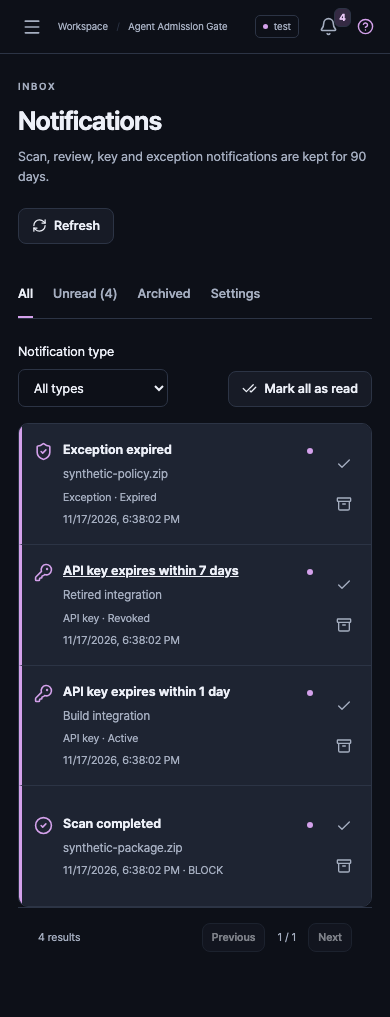 Workspace / Agent Admission Gate
test
4
INBOX
Notifications
Scan, review, key and exception notifications are kept for 90
days.
Refresh
All Unread (4) Archived Settings
Notification type
All types
Mark all as read
Exception expired
synthetic-policy.zip
Exception · Expired
11/17/2026, 6:38:02 PM
API key expires within 7 days
Retired integration
API key · Revoked
11/17/2026, 6:38:02 PM
API key expires within 1 day
Build integration
API key · Active
11/17/2026, 6:38:02 PM
Scan completed
synthetic-package.zip
11/17/2026, 6:38:02 PM · BLOCK
4 results
Previous
1 / 1
Next